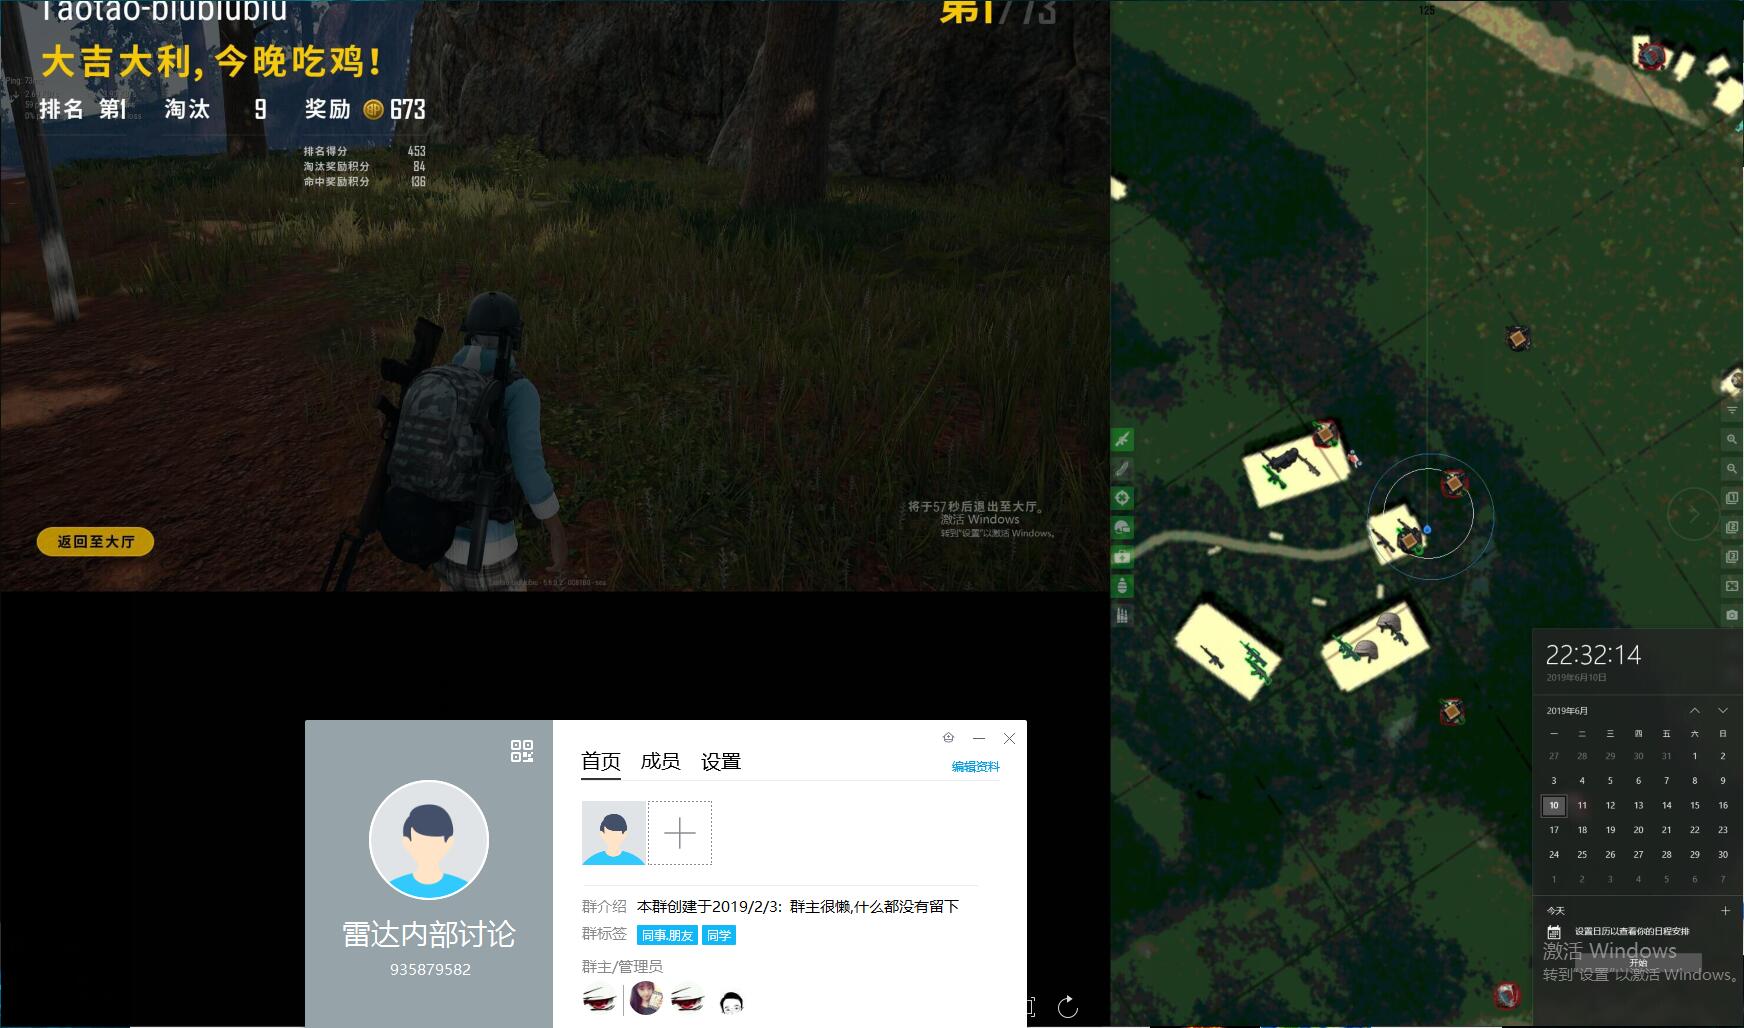 Taotao-biubiubiu
第1/73
大吉大利，今晚吃鸡！
排名 第1 淘汰 9 奖励 673
排名得分 453
淘汰奖励积分 84
命中奖励积分 136
将于57秒后退出至大厅。
激活 Windows
转到"设置"以激活 Windows。
返回至大厅
125
22:32:14
2019年6月10日
2019年6月
一 二 三 四 五 六 日
27 28 29 30 31 1 2
3 4 5 6 7 8 9
10 11 12 13 14 15 16
17 18 19 20 21 22 23
24 25 26 27 28 29 30
1 2 3 4 5 6 7
今天
设置日历以查看你的日程安排
开始
激活 Windows
转到"设置"以激活 Windows。
首页 成员 设置
编辑资料
雷达内部讨论
935879582
群介绍 本群创建于2019/2/3: 群主很懒,什么都没有留下
群标签 同事.朋友 同学
群主/管理员